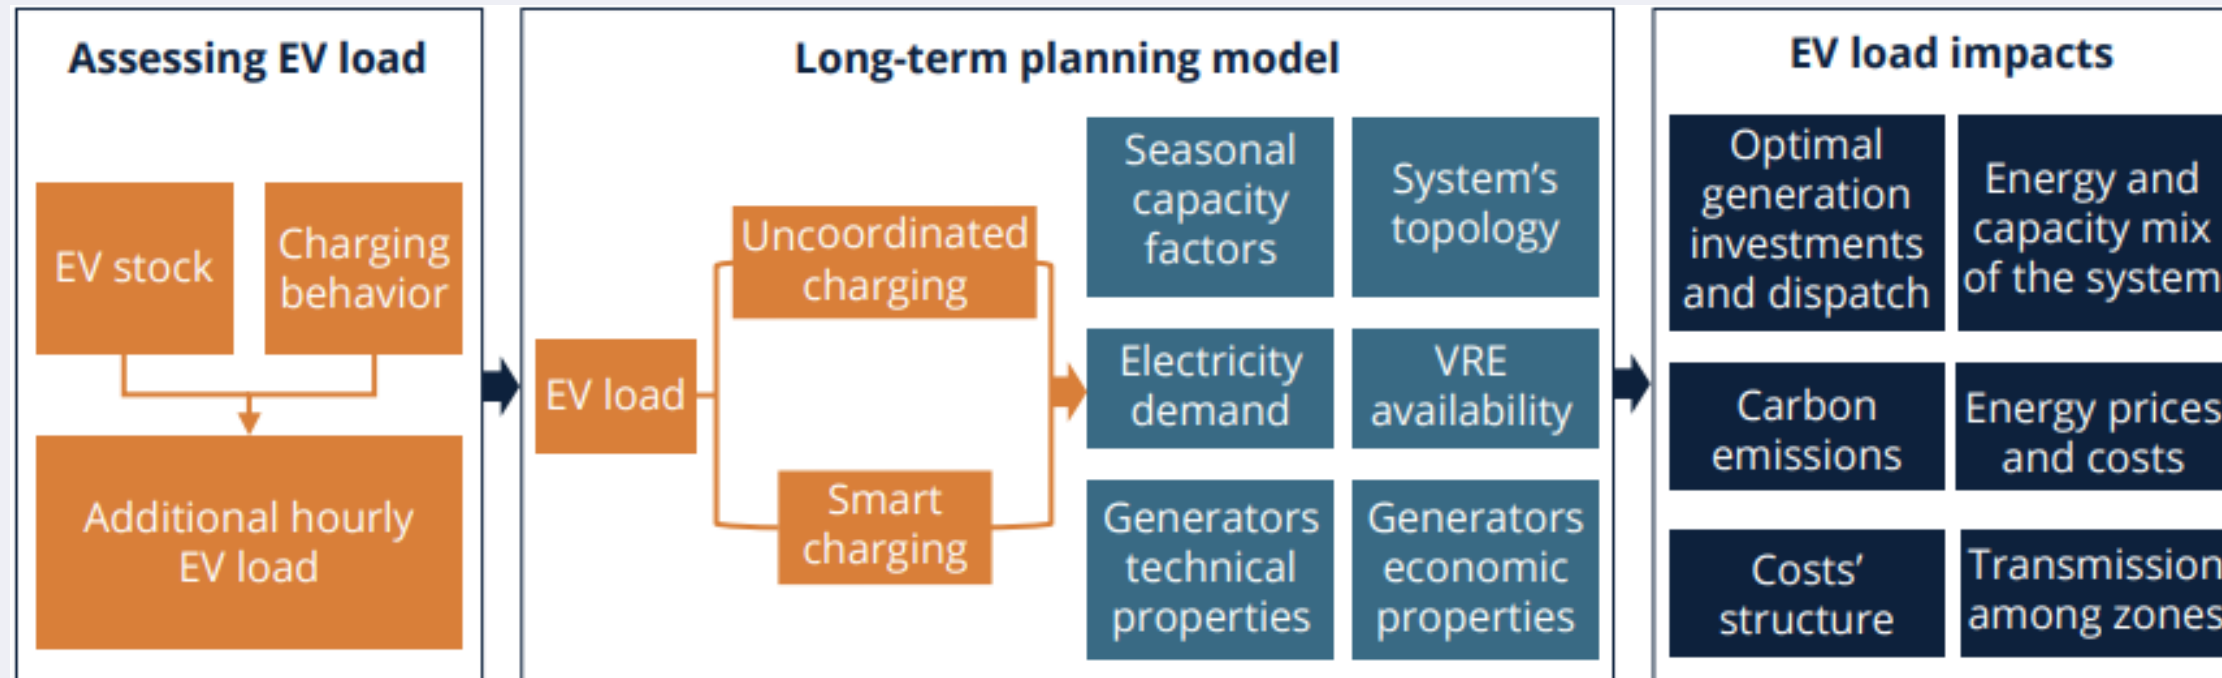 Assessing EV load
EV stock
Charging
behavior
Additional hourly
EV load
Long-term planning model
EV load
Uncoordinated
charging
Smart
charging
Seasonal
capacity
factors
System's
topology
Electricity
demand
VRE
availability
Generators
technical
properties
Generators
economic
properties
EV load impacts
Optimal
generation
investments
and dispatch
Energy and
capacity mix
of the system
Carbon
emissions
Energy prices
and costs
Costs'
structure
Transmission
among zones